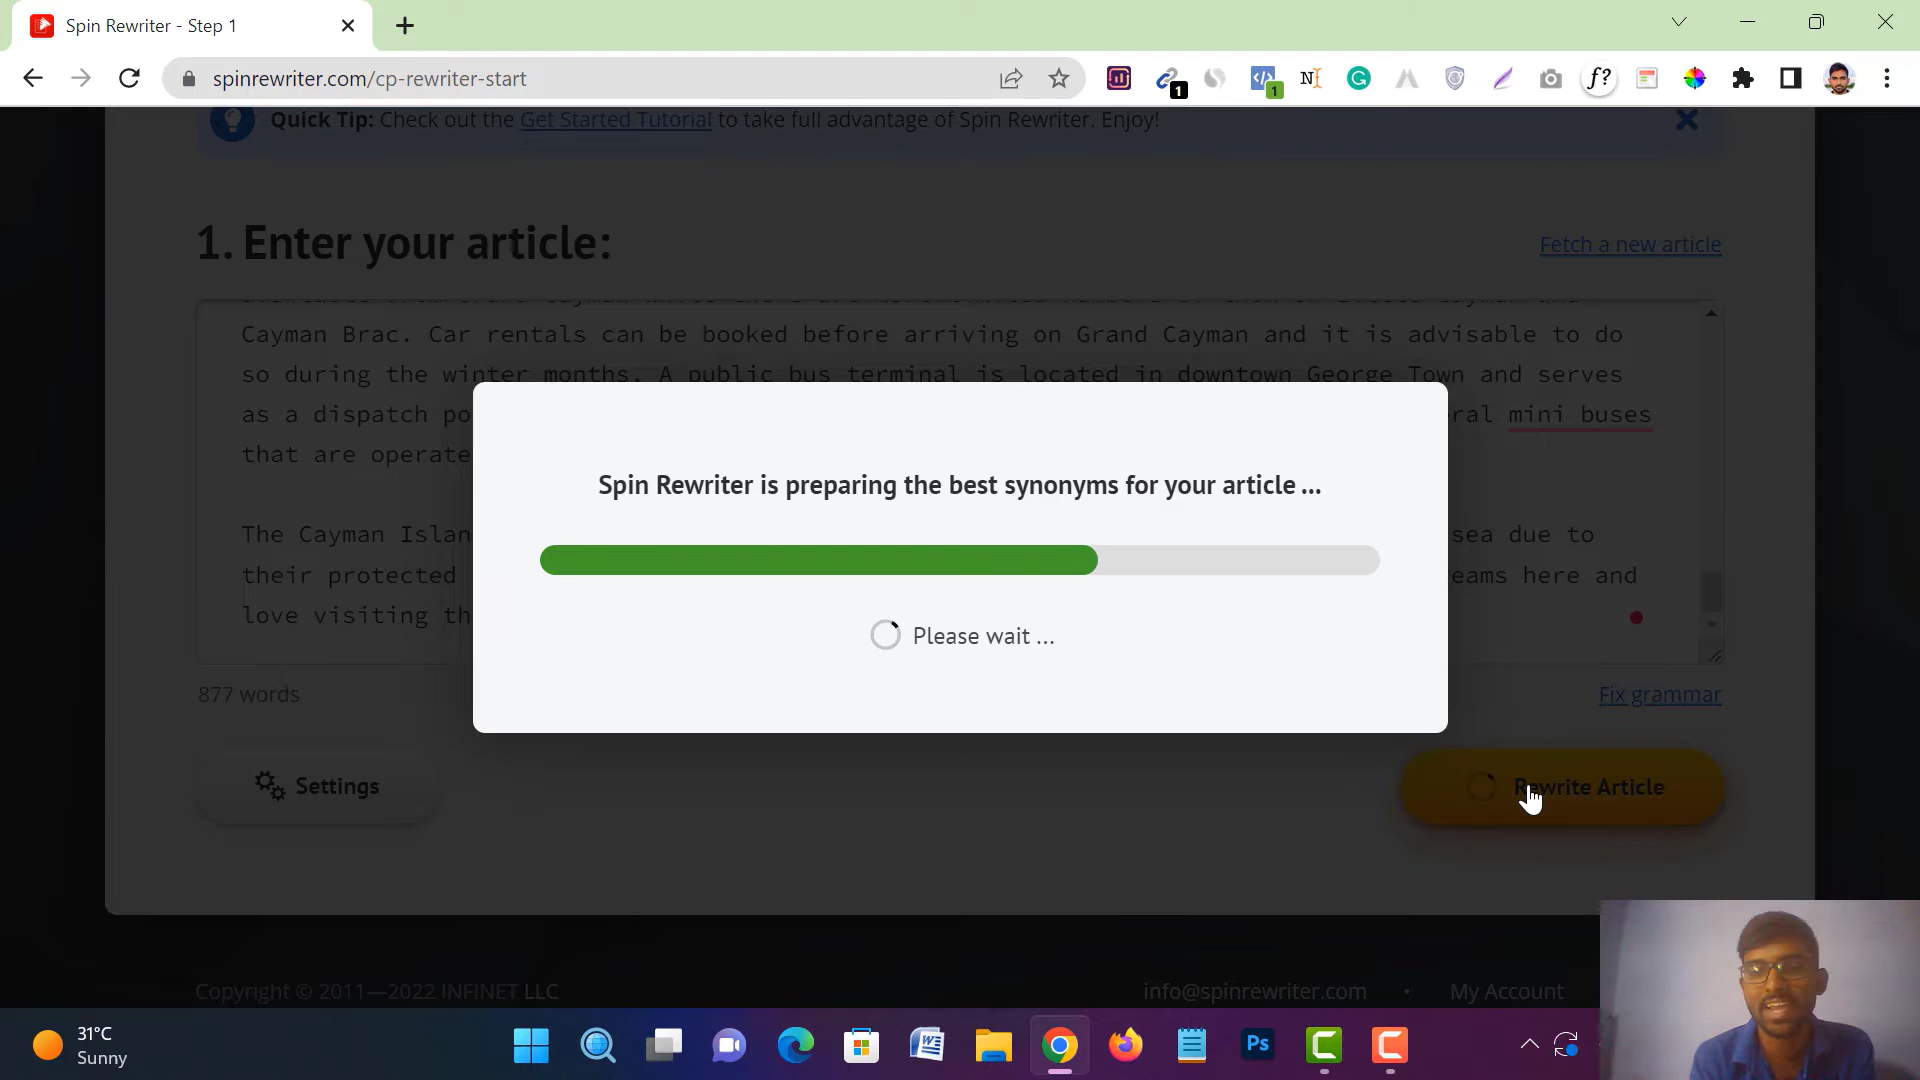 Spin Rewriter - Step 1
spinrewriter.com/cp-rewriter-start
1
1
f?
Quick Tip: Check out the Get Started Tutorial to take full advantage of Spin Rewriter. Enjoy!
1. Enter your article:
Fetch a new article
Cayman Brac. Car rentals can be booked before arriving on Grand Cayman and it is advisable to do
so during the winter months. A public bus terminal is located in downtown George Town and serves
as a dispatch po
ral mini buses
that are operate
Spin Rewriter is preparing the best synonyms for your article ...
The Cayman Islan
sea due to
their protected
eams here and
love visiting th
Please wait ...
877 words
Fix grammar
Settings
Rewrite Article
Copyright © 2011—2022 INFINET LLC
info@spinrewriter.com • My Account
31°C
Sunny
W
Ps